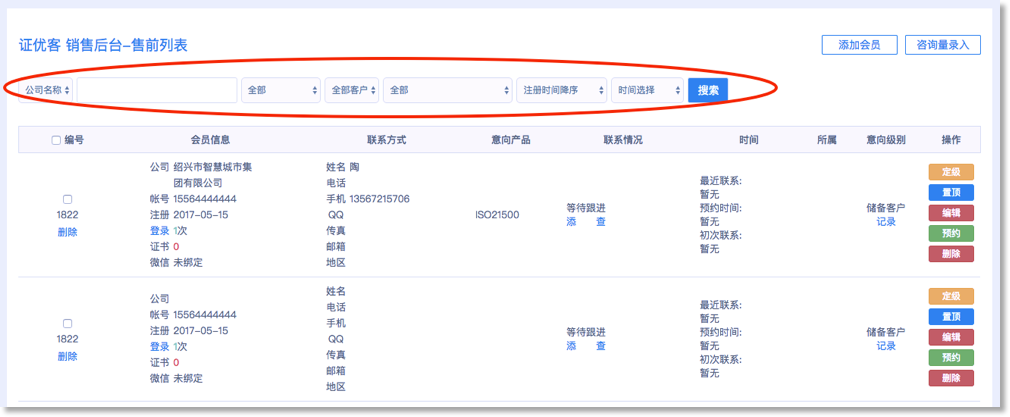 证优客 销售后台-售前列表
添加会员 咨询量录入
公司名称 全部 全部客户 全部 注册时间降序 时间选择 搜索
编号 会员信息 联系方式 意向产品 联系情况 时间 所属 意向级别 操作
1822
删除
公司 绍兴市智慧城市集
团有限公司
帐号 15564444444
注册 2017-05-15
登录 1次
证书 0
微信 未绑定
姓名 陶
电话
手机 13567215706
QQ
传真
邮箱
地区
ISO21500
等待跟进
添 查
最近联系:
暂无
预约时间:
暂无
初次联系:
暂无
储备客户
记录
定级
置顶
编辑
预约
删除
1822
删除
公司
帐号 15564444444
注册 2017-05-15
登录 1次
证书 0
微信 未绑定
姓名
电话
手机
QQ
传真
邮箱
地区
等待跟进
添 查
最近联系:
暂无
预约时间:
暂无
初次联系:
暂无
储备客户
记录
定级
置顶
编辑
预约
删除